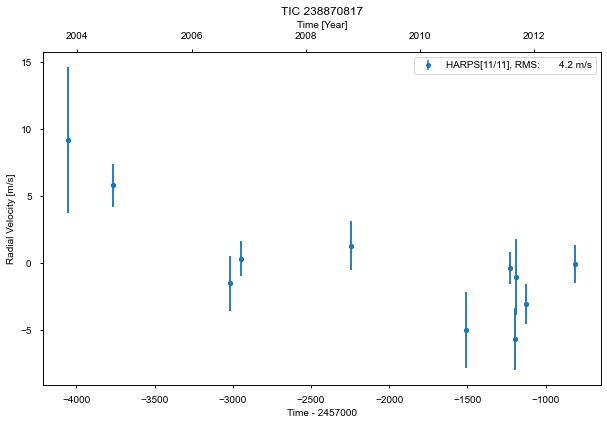 TIC 238870817
Time [Year]
2004 2006 2008 2010 2012
HARPS[11/11], RMS: 4.2 m/s
Radial Velocity [m/s]
15
10
5
0
−5
−4000 −3500 −3000 −2500 −2000 −1500 −1000
Time - 2457000